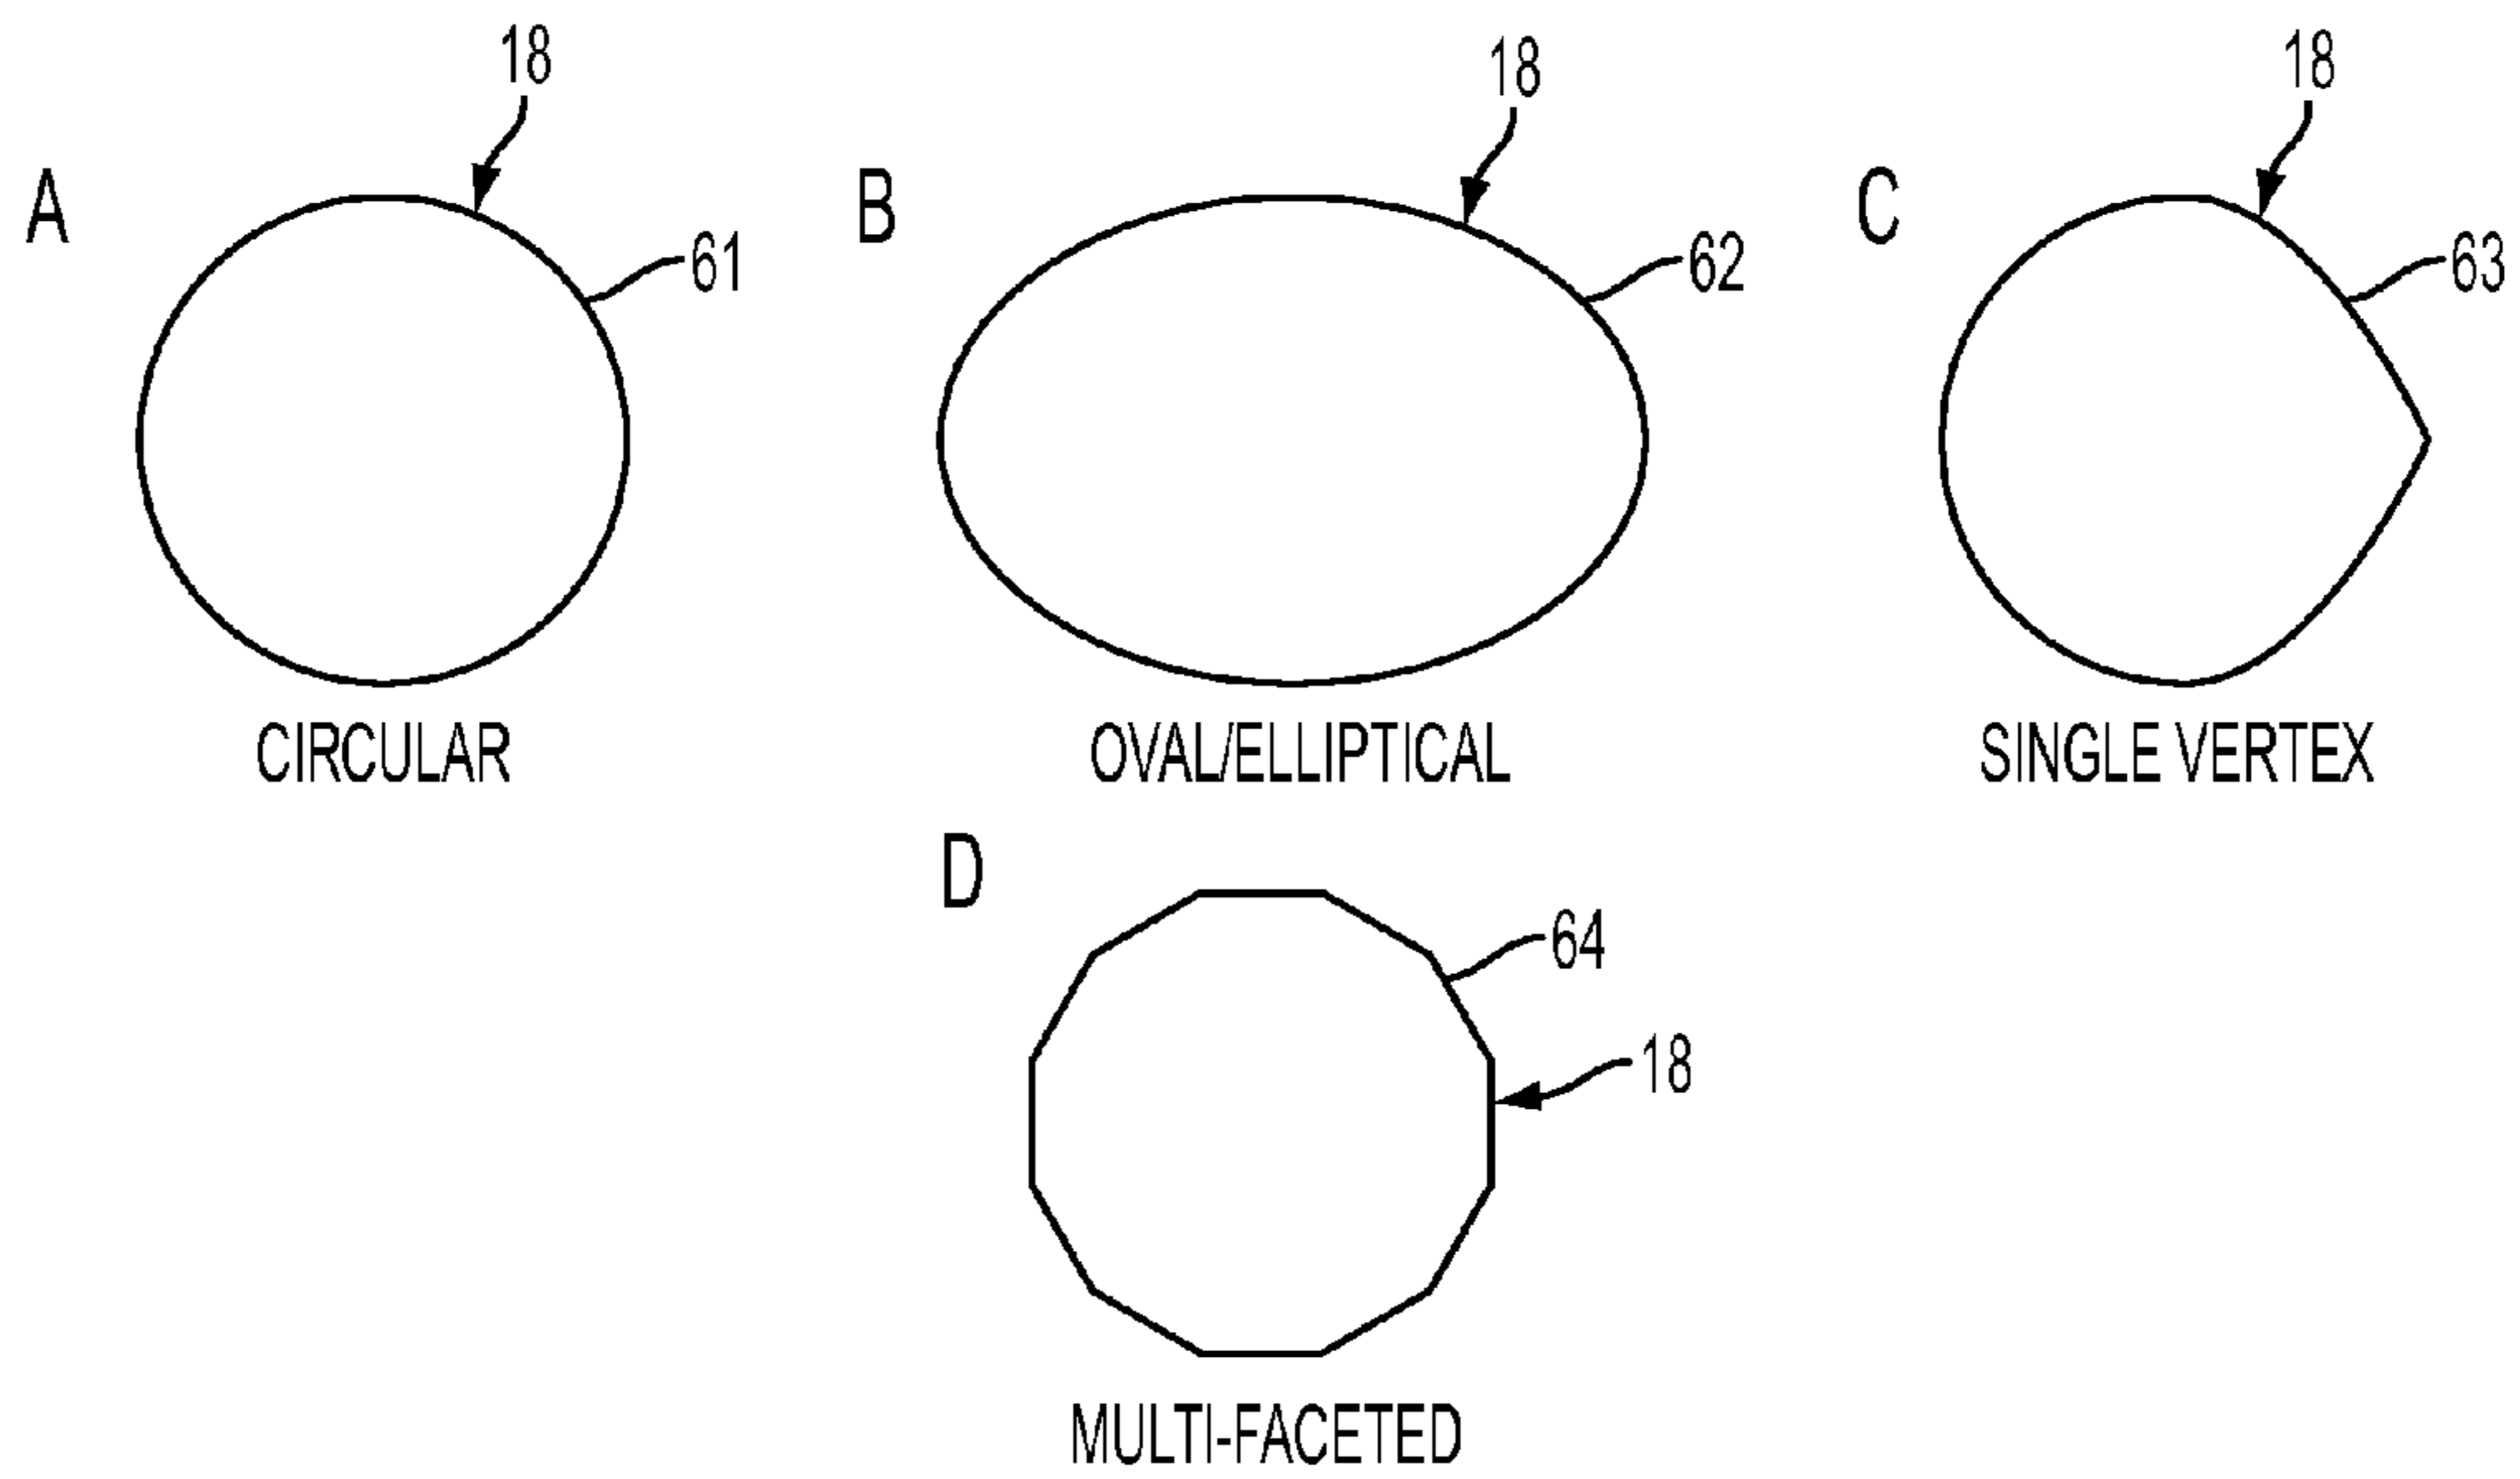 18
18
18
A
B
C
61
62
63
CIRCULAR
OVAL/ELLIPTICAL
SINGLE VERTEX
D
64
18
MULTI-FACETED